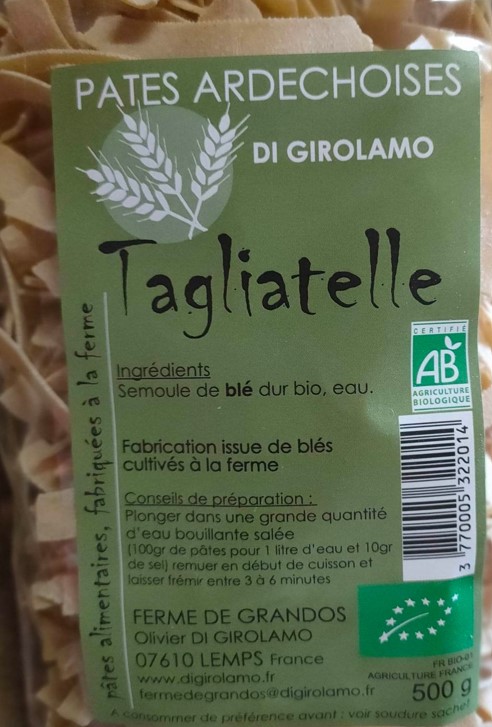 PATES ARDECHOISES
DI GIROLAMO
Tagliatelle
pâtes alimentaires, fabriquées à la ferme
Ingrédients
Semoule de blé dur bio, eau.
CERTIFIÉ
AB
AGRICULTURE
BIOLOGIQUE
Fabrication issue de blés
cultivés à la ferme
3 770005 322014
Conseils de préparation :
Plonger dans une grande quantité
d'eau bouillante salée
(100gr de pâtes pour 1 litre d'eau et 10gr
de sel) remuer en début de cuisson et
laisser frémir entre 3 à 6 minutes
FERME DE GRANDOS
Olivier DI GIROLAMO
07610 LEMPS France
www.digirolamo.fr
fermedegrandos@digirolamo.fr
FR BIO-01
AGRICULTURE FRANCE
500 g
A consommer de préférence avant : voir soudure sachet